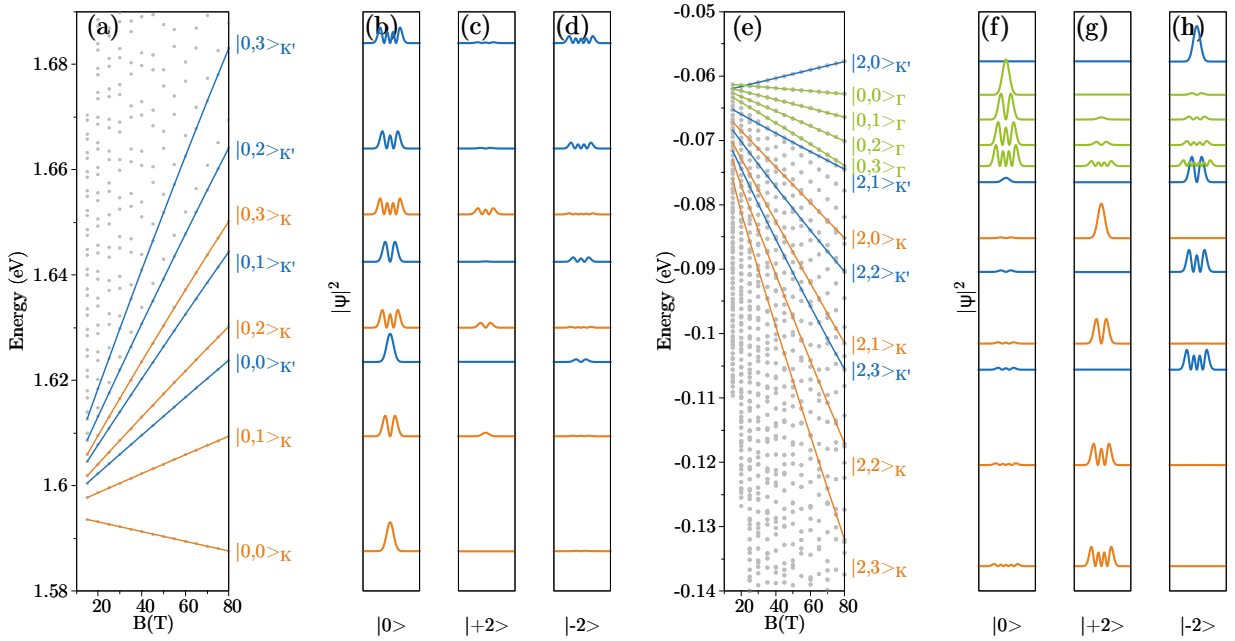 (a)
(b)
(c)
(d)
(e)
(f)
(g)
(h)
Energy (eV)
1.68
1.66
1.64
1.62
1.6
1.58
20 40 60 80
B(T)
|0,3>K'
|0,2>K'
|0,3>K
|0,1>K'
|0,2>K
|0,0>K'
|0,1>K
|0,0>K
|ψ|²
|0>
|+2>
|-2>
Energy (eV)
-0.05
-0.06
-0.07
-0.08
-0.09
-0.1
-0.11
-0.12
-0.13
-0.14
20 40 60 80
B(T)
|2,0>K'
|0,0>Γ
|0,1>Γ
|0,2>Γ
|0,3>Γ
|2,1>K'
|2,0>K
|2,2>K'
|2,1>K
|2,3>K'
|2,2>K
|2,3>K
|ψ|²
|0>
|+2>
|-2>